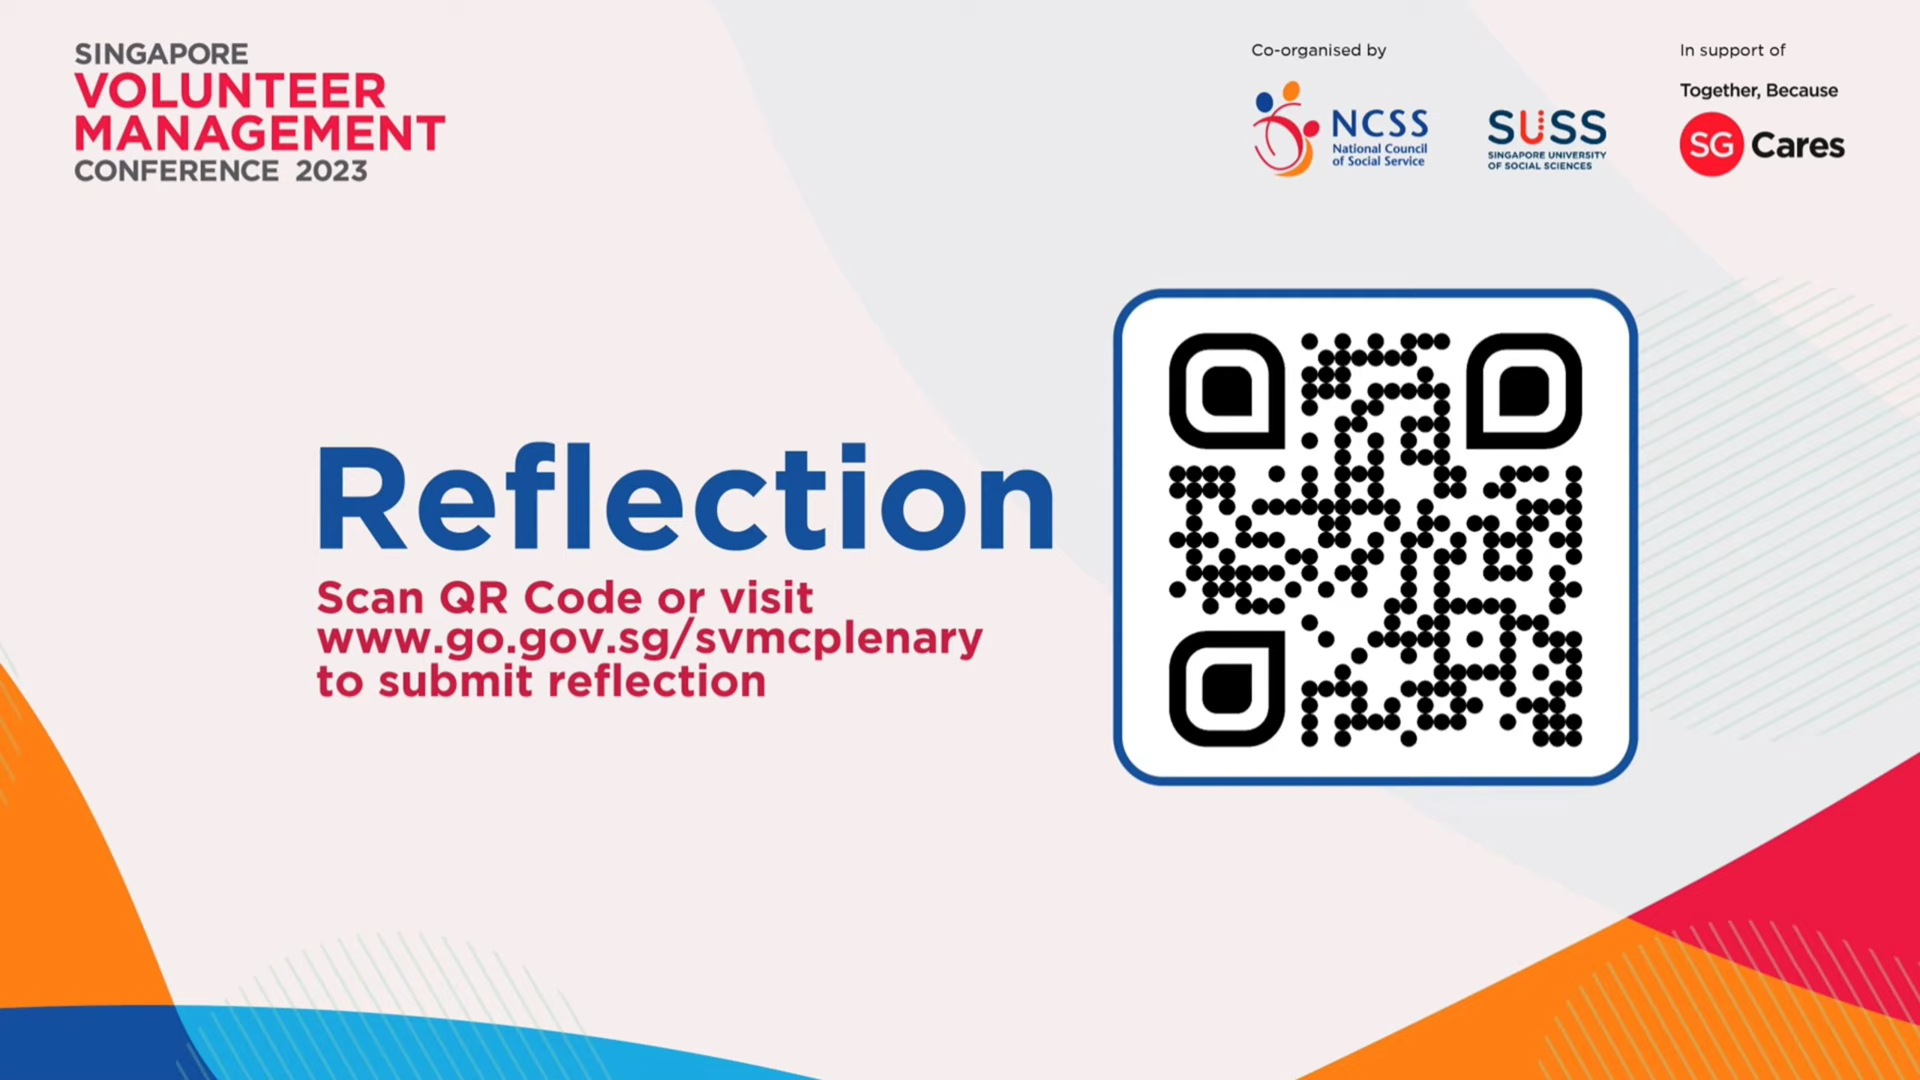 SINGAPORE
VOLUNTEER
MANAGEMENT
CONFERENCE 2023
Co-organised by
NCSS
National Council
of Social Service
SUSS
SINGAPORE UNIVERSITY
OF SOCIAL SCIENCES
In support of
Together, Because
SG Cares
Reflection
Scan QR Code or visit
www.go.gov.sg/svmcplenary
to submit reflection